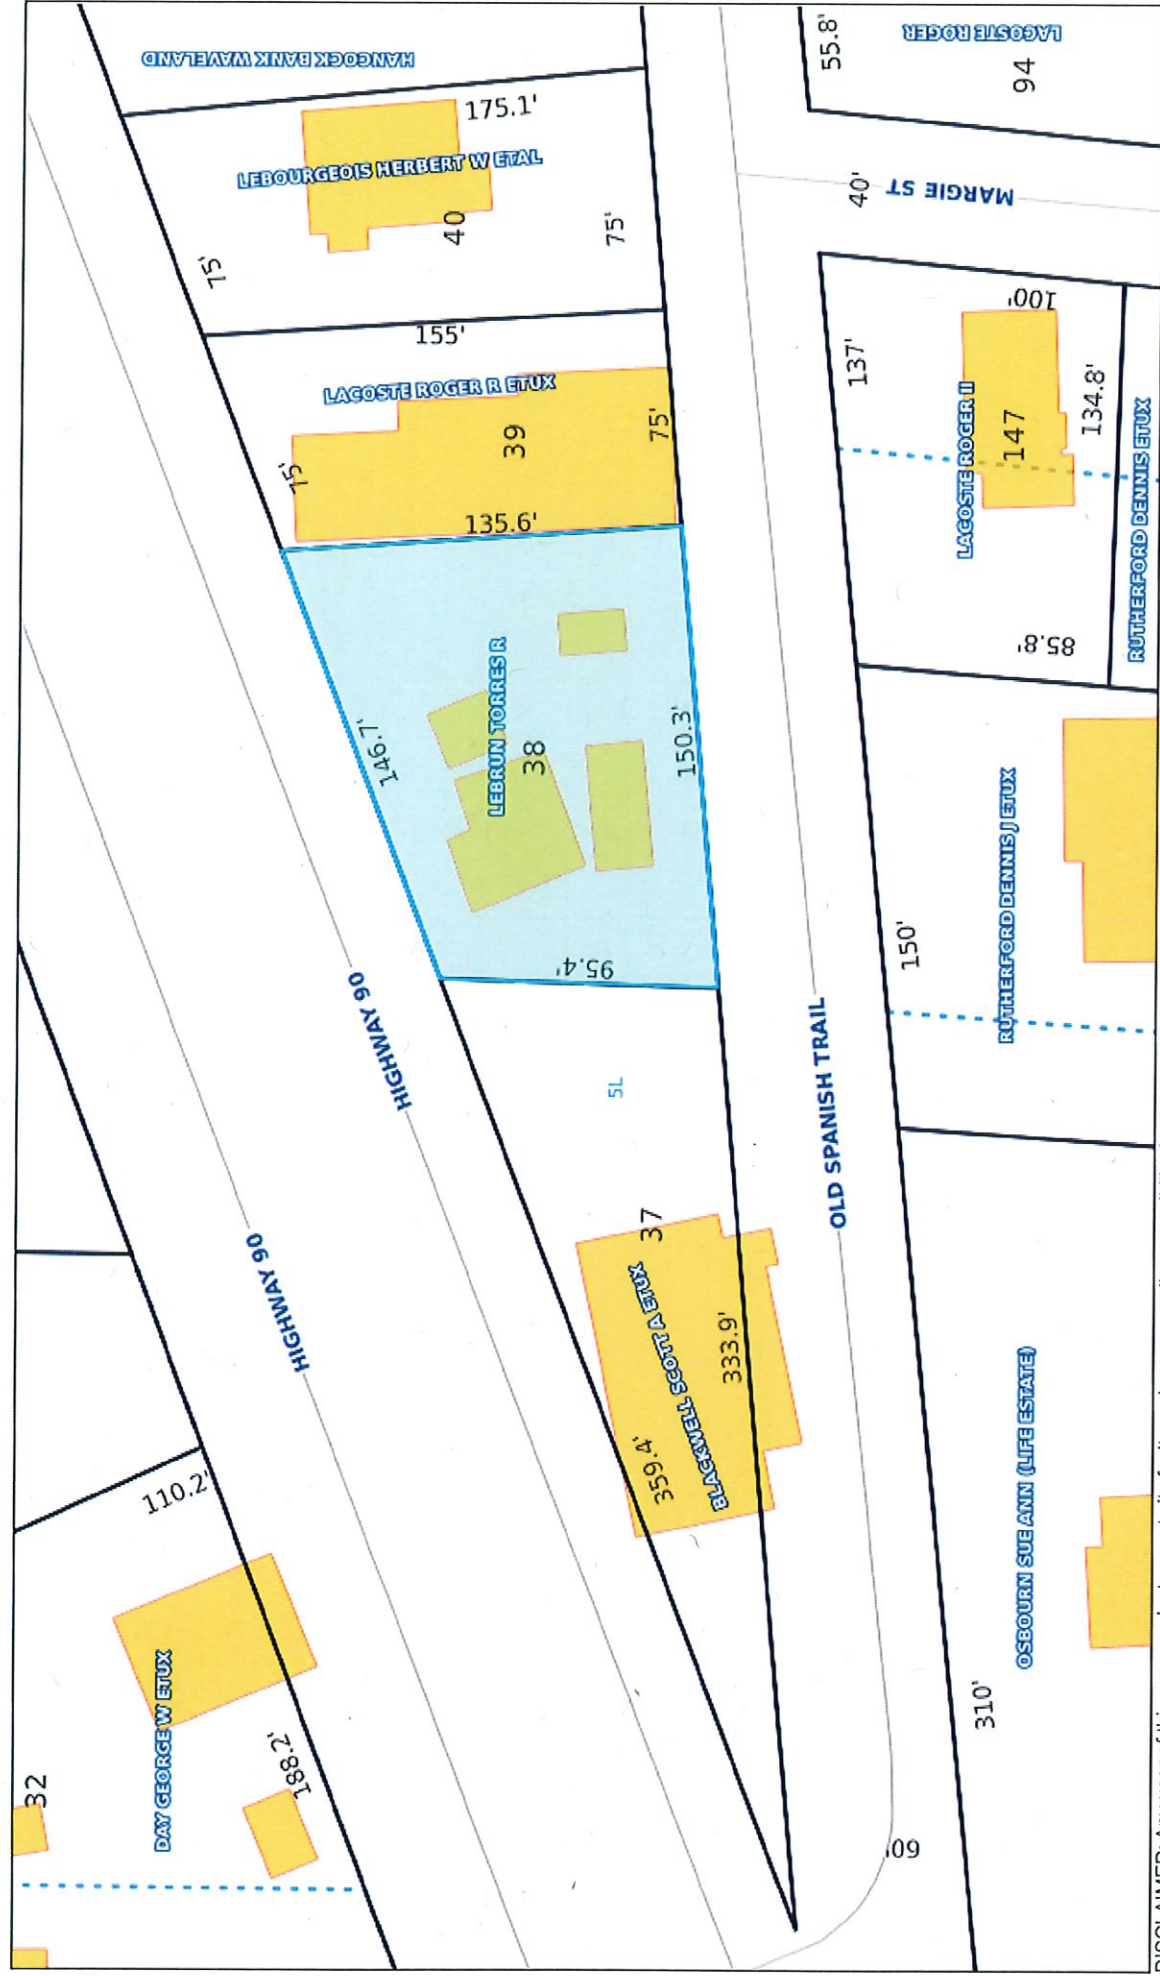 HANCOCK BANK WAVELAND
175.1'
LEBOURGEOIS HERBERT W ETAL
40
75'
75'
155'
LACOSTE ROGER R ETUX
39
75'
75'
135.6'
LEBRUN TORRES R
38
146.7'
150.3'
95.4'
5L
37
BLACKWELL SCOTT A ETUX
333.9'
359.4'
HIGHWAY 90
HIGHWAY 90
OLD SPANISH TRAIL
110.2'
188.2'
DAY GEORGE W ETUX
32
55.8'
LACOSTE ROGER
94
40'
MARGIE ST
137'
100'
LACOSTE ROGER II
147
134.8'
85.8'
RUTHERFORD DENNIS ETUX
RUTHERFORD DENNIS J ETUX
150'
OSBOURN SUE ANN (LIFE ESTATE)
310'
60'